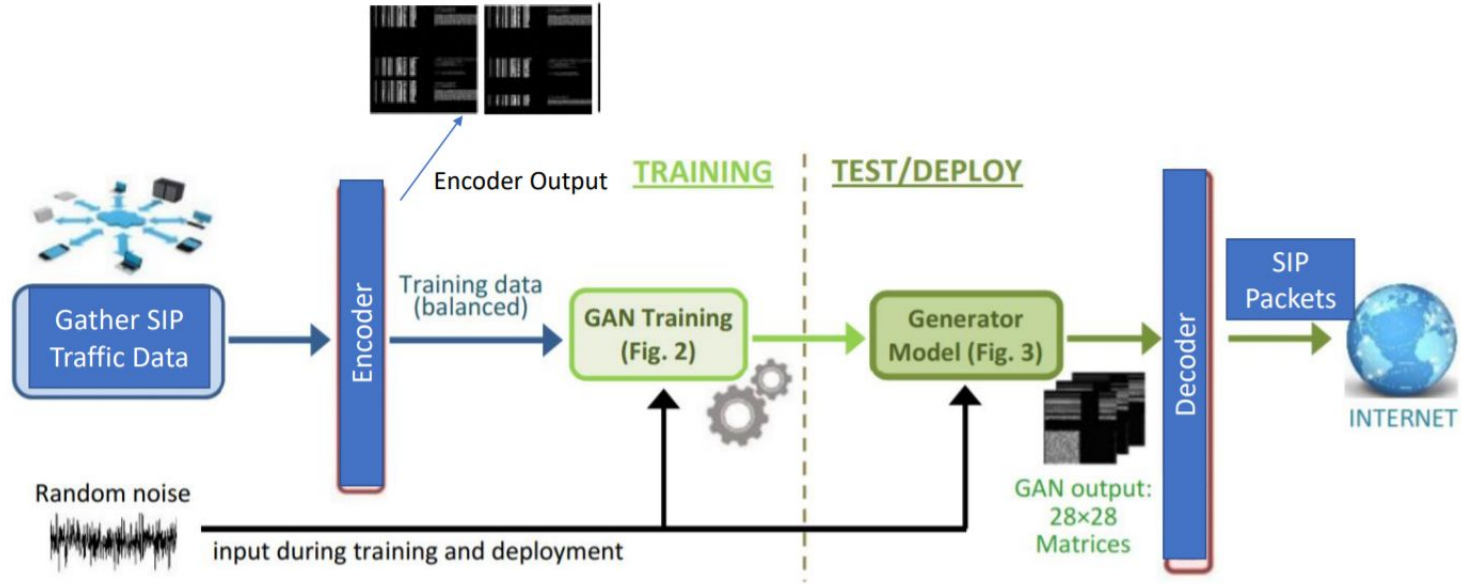 Encoder Output
TRAINING
TEST/DEPLOY
Gather SIP
Traffic Data
Encoder
Training data
(balanced)
GAN Training
(Fig. 2)
Generator
Model (Fig. 3)
Decoder
SIP
Packets
INTERNET
GAN output:
28×28
Matrices
Random noise
input during training and deployment